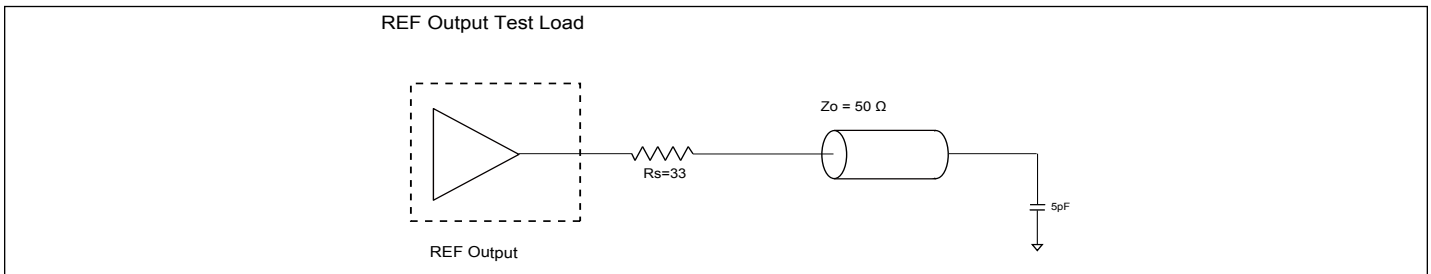 REF Output Test Load
Zo = 50 Ω
Rs=33
5pF
REF Output